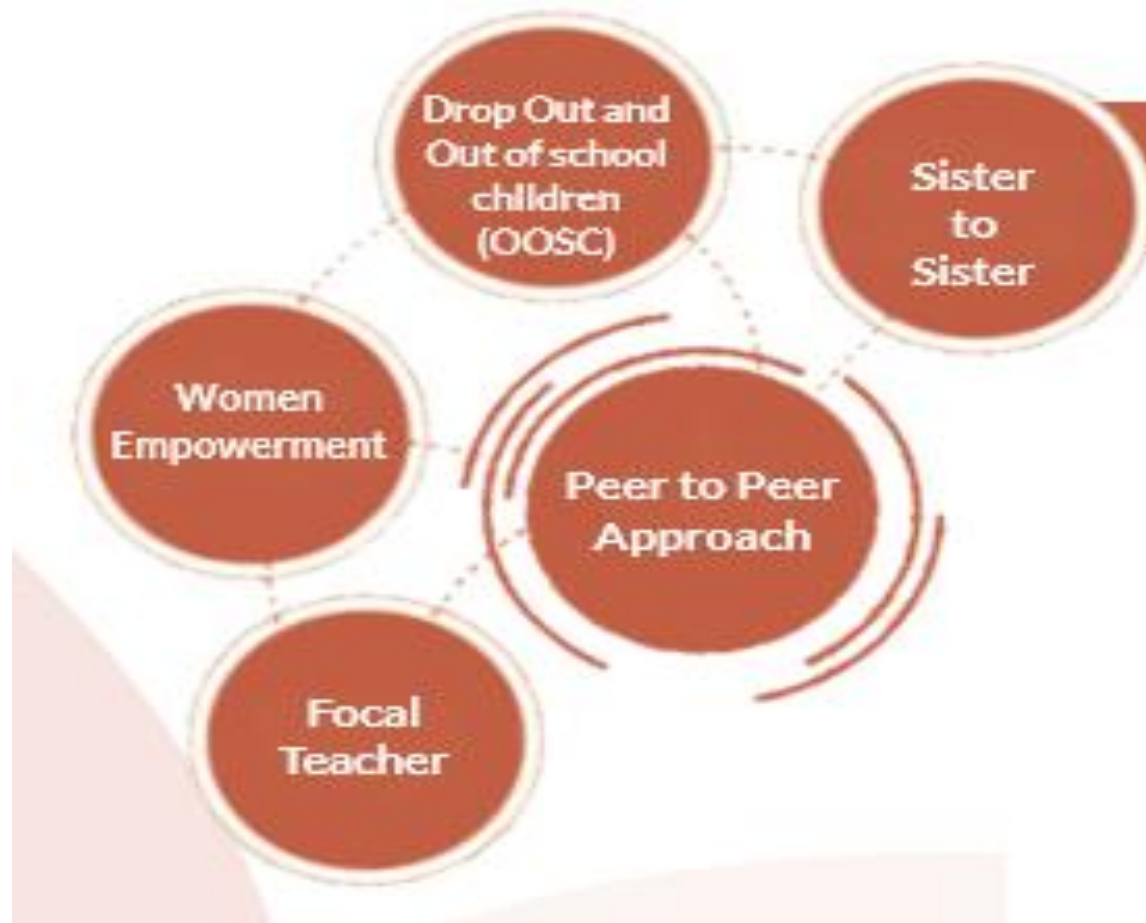 Drop Out and
Out of school
children
(OOSC)
Sister
to
Sister
Women
Empowerment
Peer to Peer
Approach
Focal
Teacher